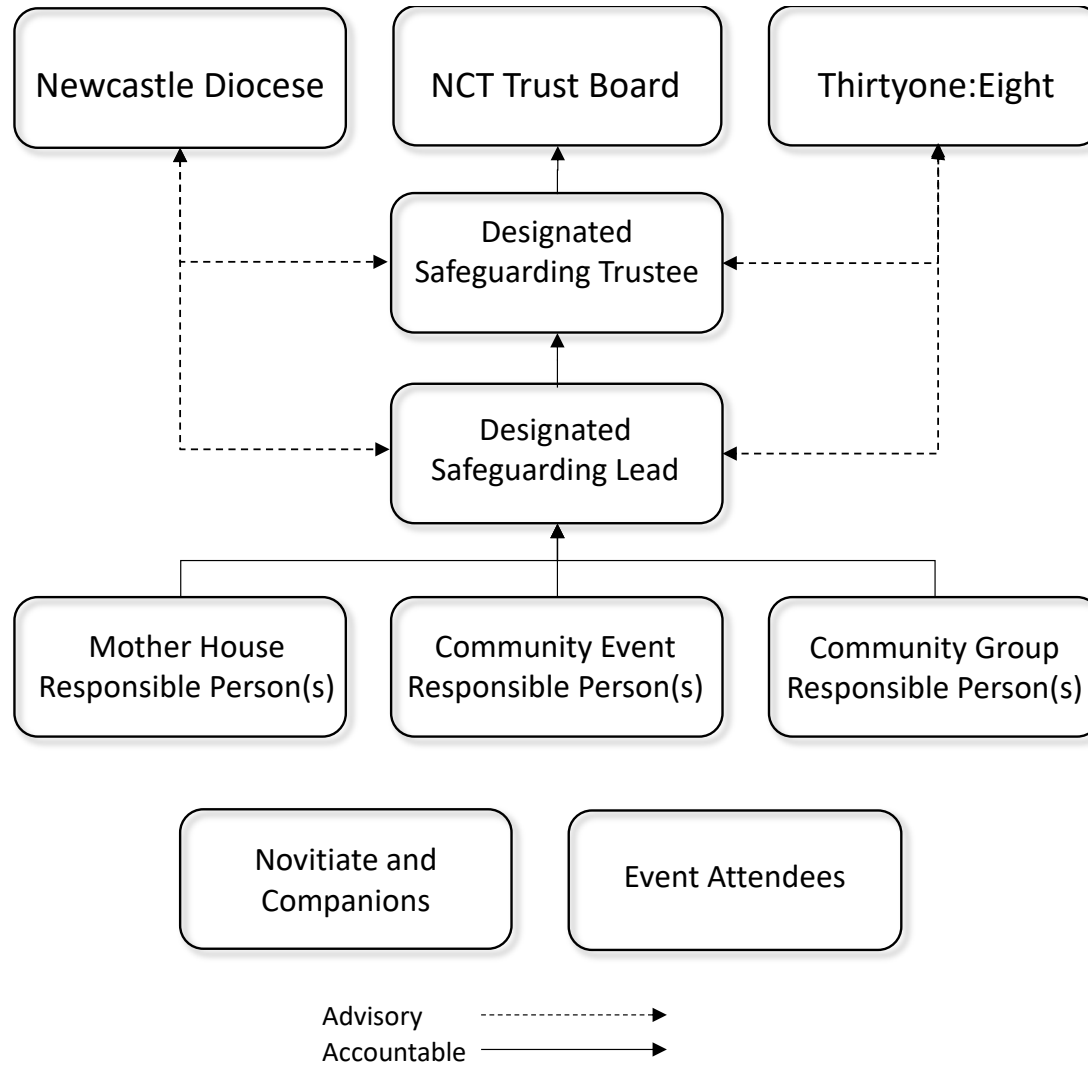 Newcastle Diocese
NCT Trust Board
Thirtyone:Eight
Designated
Safeguarding Trustee
Designated
Safeguarding Lead
Mother House
Responsible Person(s)
Community Event
Responsible Person(s)
Community Group
Responsible Person(s)
Novitiate and
Companions
Event Attendees
Advisory
Accountable